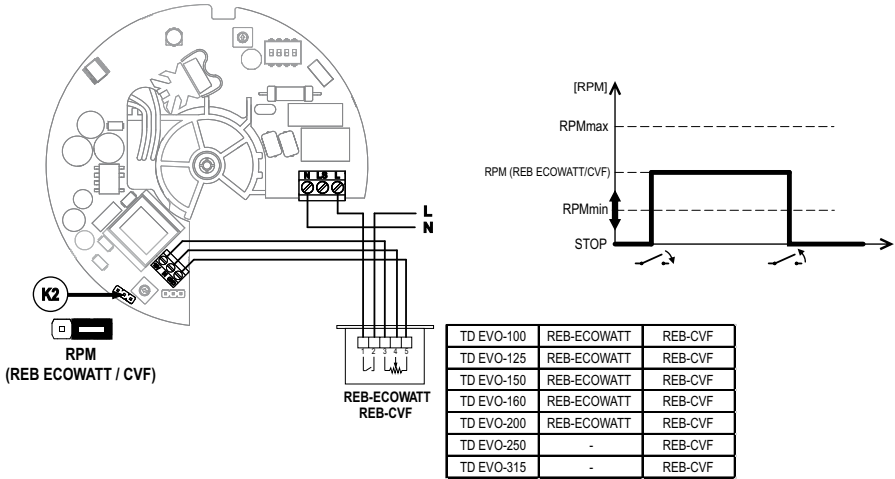 N LS L
L
N
K2
RPM
(REB ECOWATT / CVF)
1 2 3 4 5
REB-ECOWATT
REB-CVF
[RPM]
RPMmax
RPM (REB ECOWATT/CVF)
RPMmin
STOP
TD EVO-100 REB-ECOWATT REB-CVF
TD EVO-125 REB-ECOWATT REB-CVF
TD EVO-150 REB-ECOWATT REB-CVF
TD EVO-160 REB-ECOWATT REB-CVF
TD EVO-200 REB-ECOWATT REB-CVF
TD EVO-250 - REB-CVF
TD EVO-315 - REB-CVF